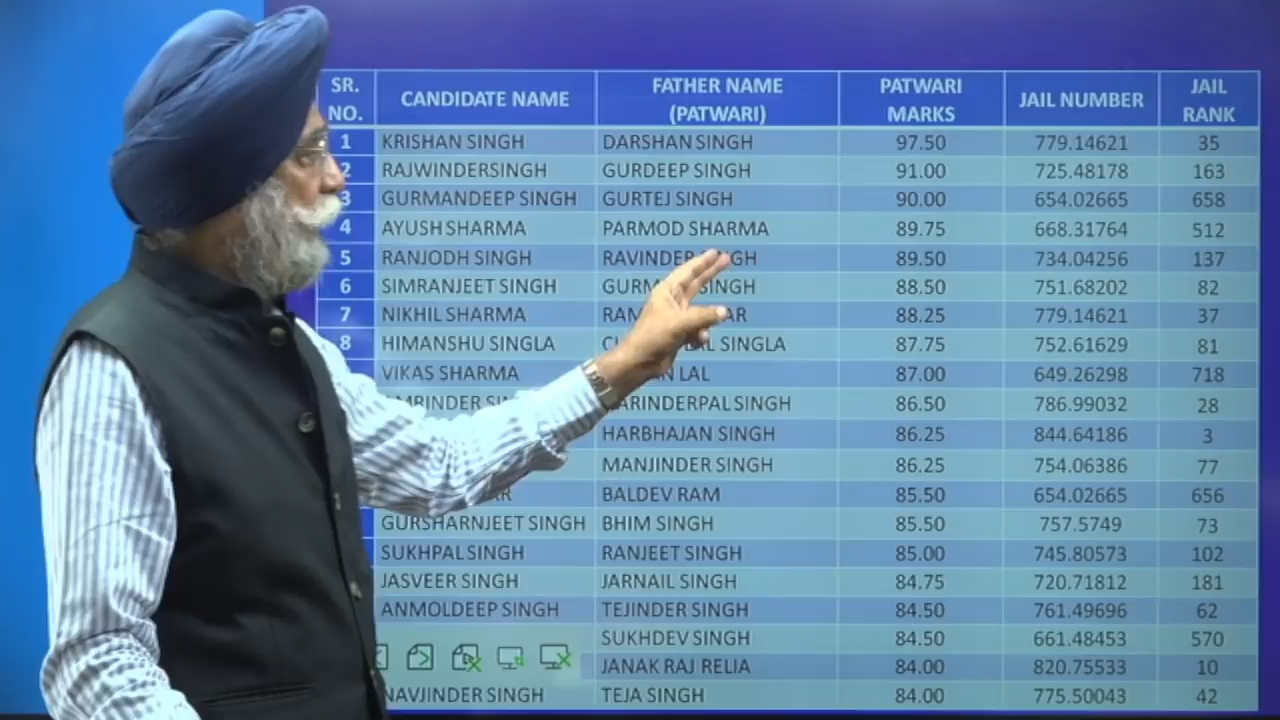 SR. NO. CANDIDATE NAME FATHER NAME (PATWARI) PATWARI MARKS JAIL NUMBER JAIL RANK
1 KRISHAN SINGH DARSHAN SINGH 97.50 779.14621 35
2 RAJWINDERSINGH GURDEEP SINGH 91.00 725.48178 163
3 GURMANDEEP SINGH GURTEJ SINGH 90.00 654.02665 658
4 AYUSH SHARMA PARMOD SHARMA 89.75 668.31764 512
5 RANJODH SINGH RAVINDER 89.50 734.04256 137
6 SIMRANJEET SINGH SINGH 88.50 751.68202 82
7 NIKHIL SHARMA 88.25 779.14621 37
8 HIMANSHU SINGLA SINGLA 87.75 752.61629 81
VIKAS SHARMA LAL 87.00 649.26298 718
86.50 786.99032 28
HARBHAJAN SINGH 86.25 844.64186 3
MANJINDER SINGH 86.25 754.06386 77
BALDEV RAM 85.50 654.02665 656
GURSHARNJEET SINGH BHIM SINGH 85.50 757.5749 73
SUKHPAL SINGH RANJEET SINGH 85.00 745.80573 102
JASVEER SINGH JARNAIL SINGH 84.75 720.71812 181
ANMOLDEEP SINGH TEJINDER SINGH 84.50 761.49696 62
SUKHDEV SINGH 84.50 661.48453 570
JANAK RAJ RELIA 84.00 820.75533 10
NAVJINDER SINGH TEJA SINGH 84.00 775.50043 42